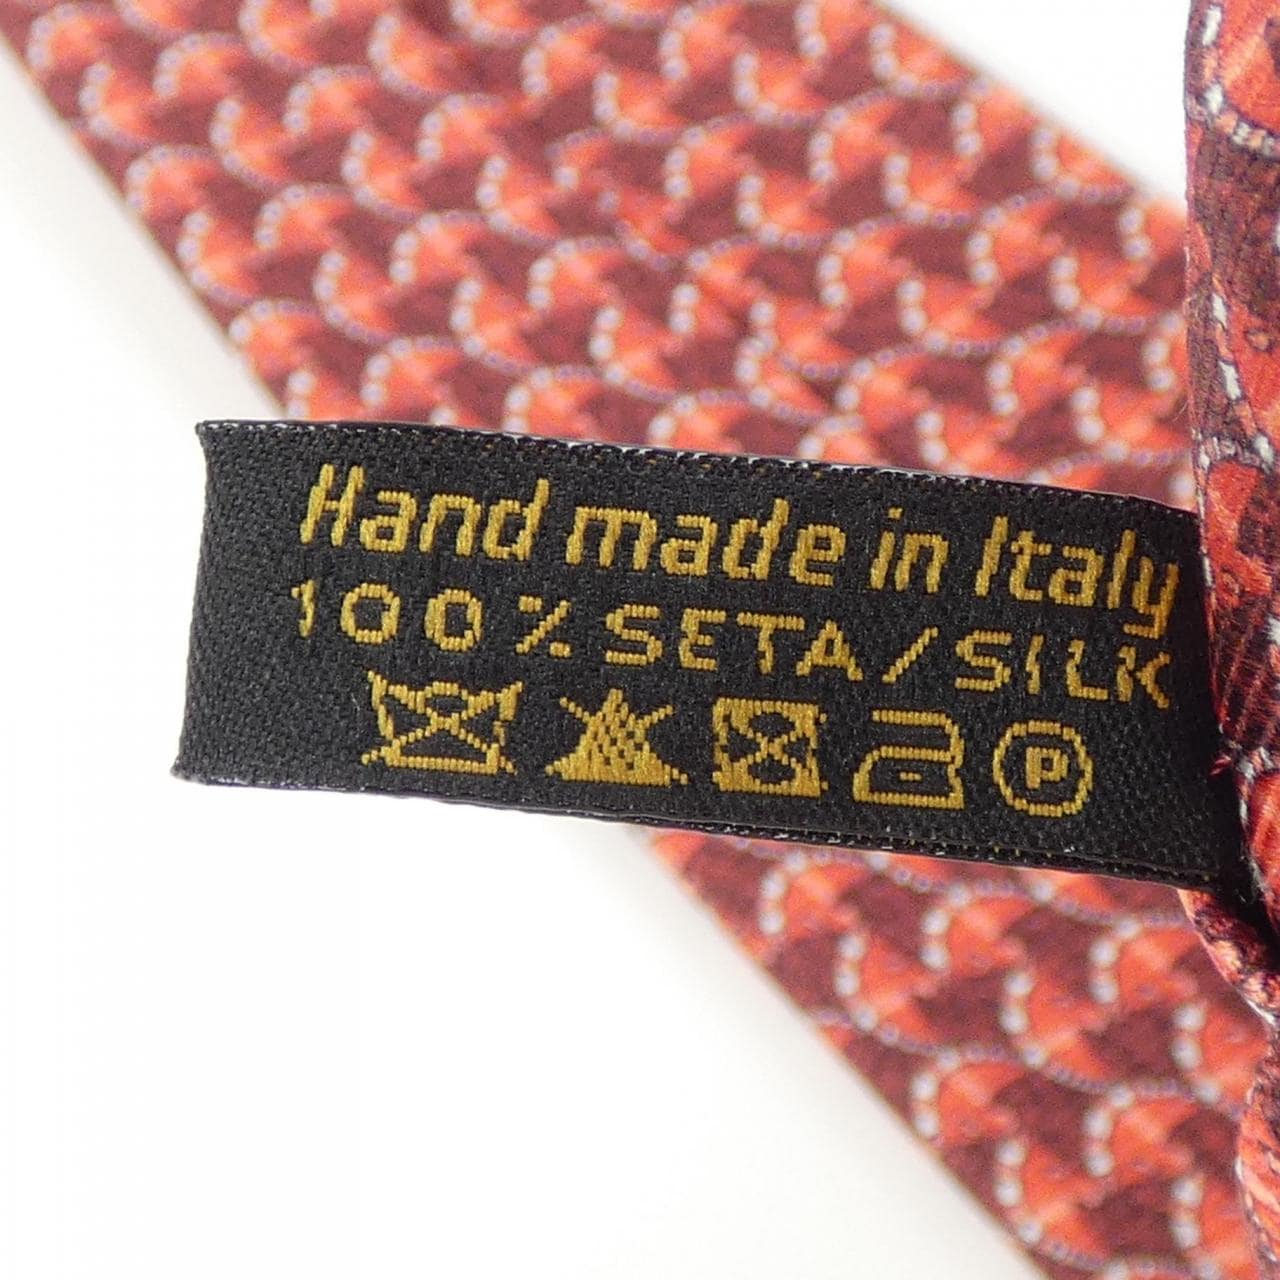 Hand made in Italy
100% SETA/SILK
P